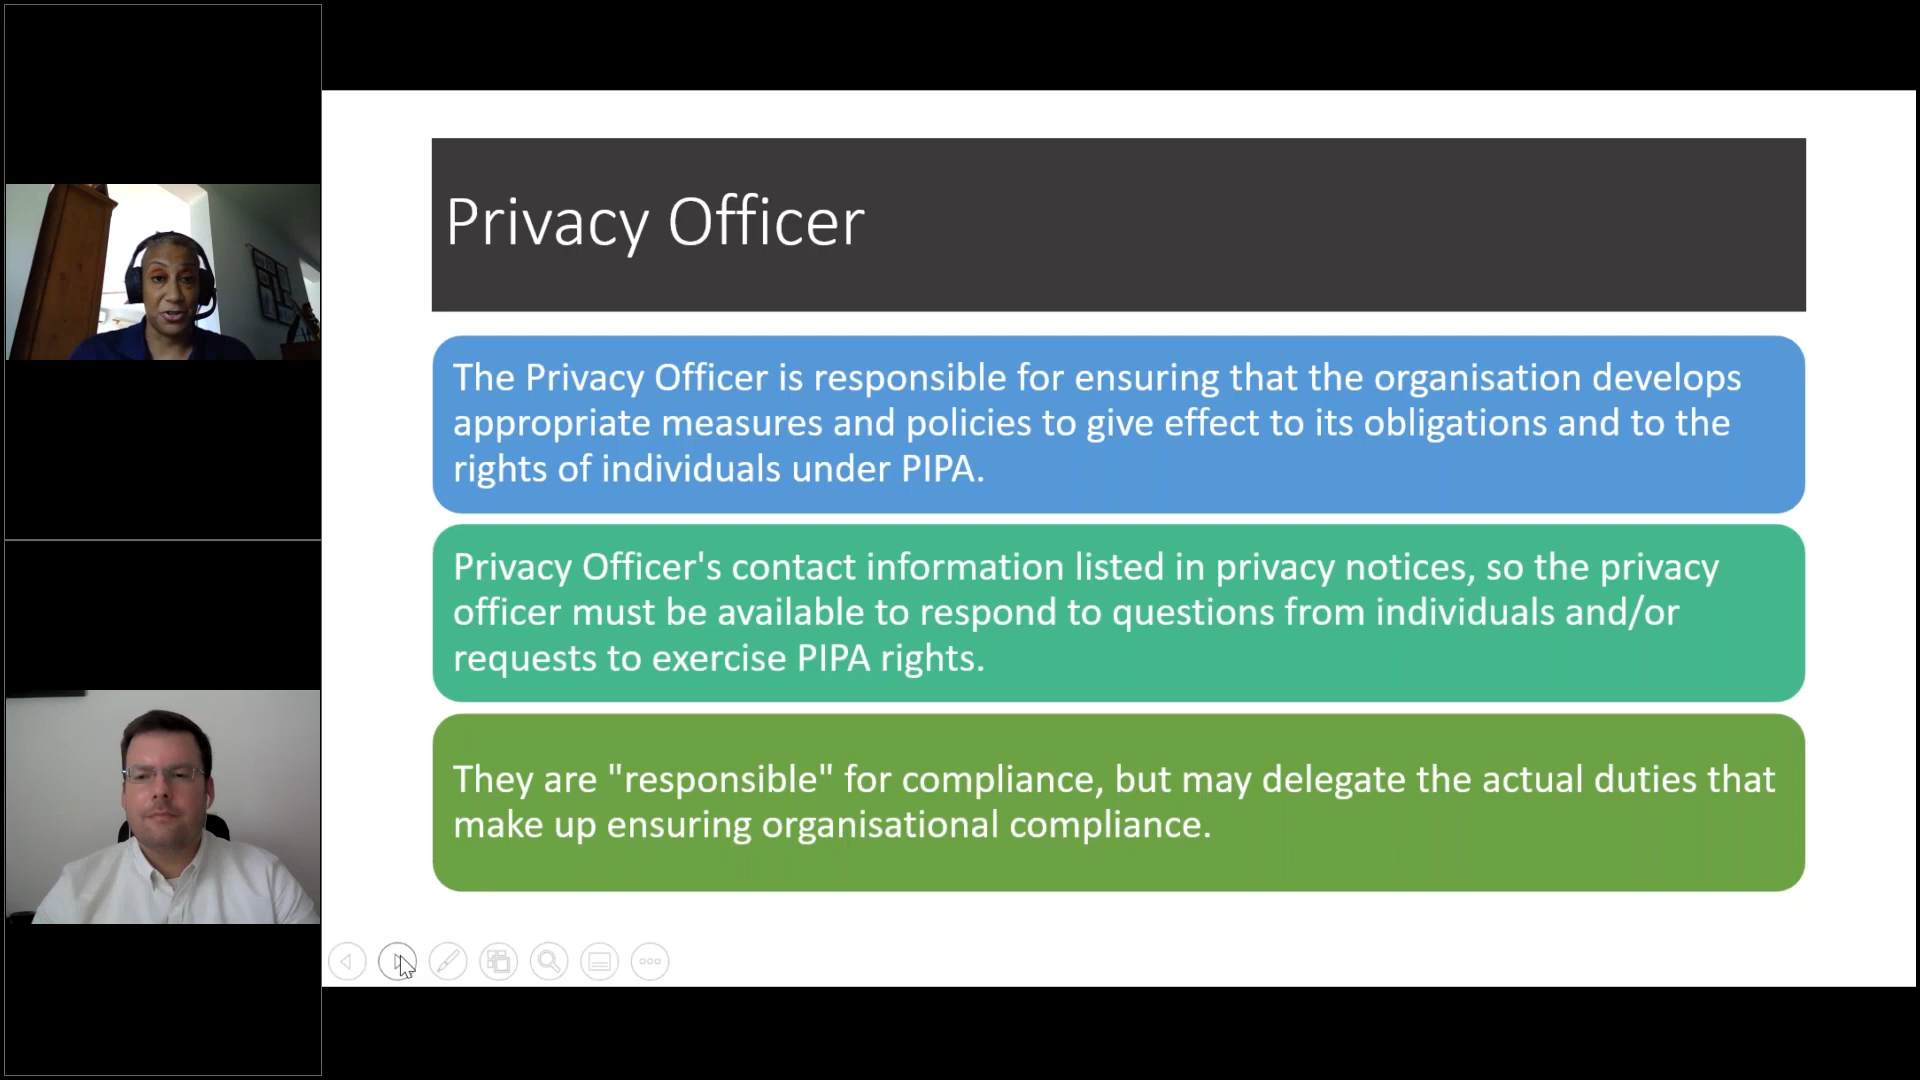 Privacy Officer
The Privacy Officer is responsible for ensuring that the organisation develops
appropriate measures and policies to give effect to its obligations and to the
rights of individuals under PIPA.
Privacy Officer's contact information listed in privacy notices, so the privacy
officer must be available to respond to questions from individuals and/or
requests to exercise PIPA rights.
They are "responsible" for compliance, but may delegate the actual duties that
make up ensuring organisational compliance.